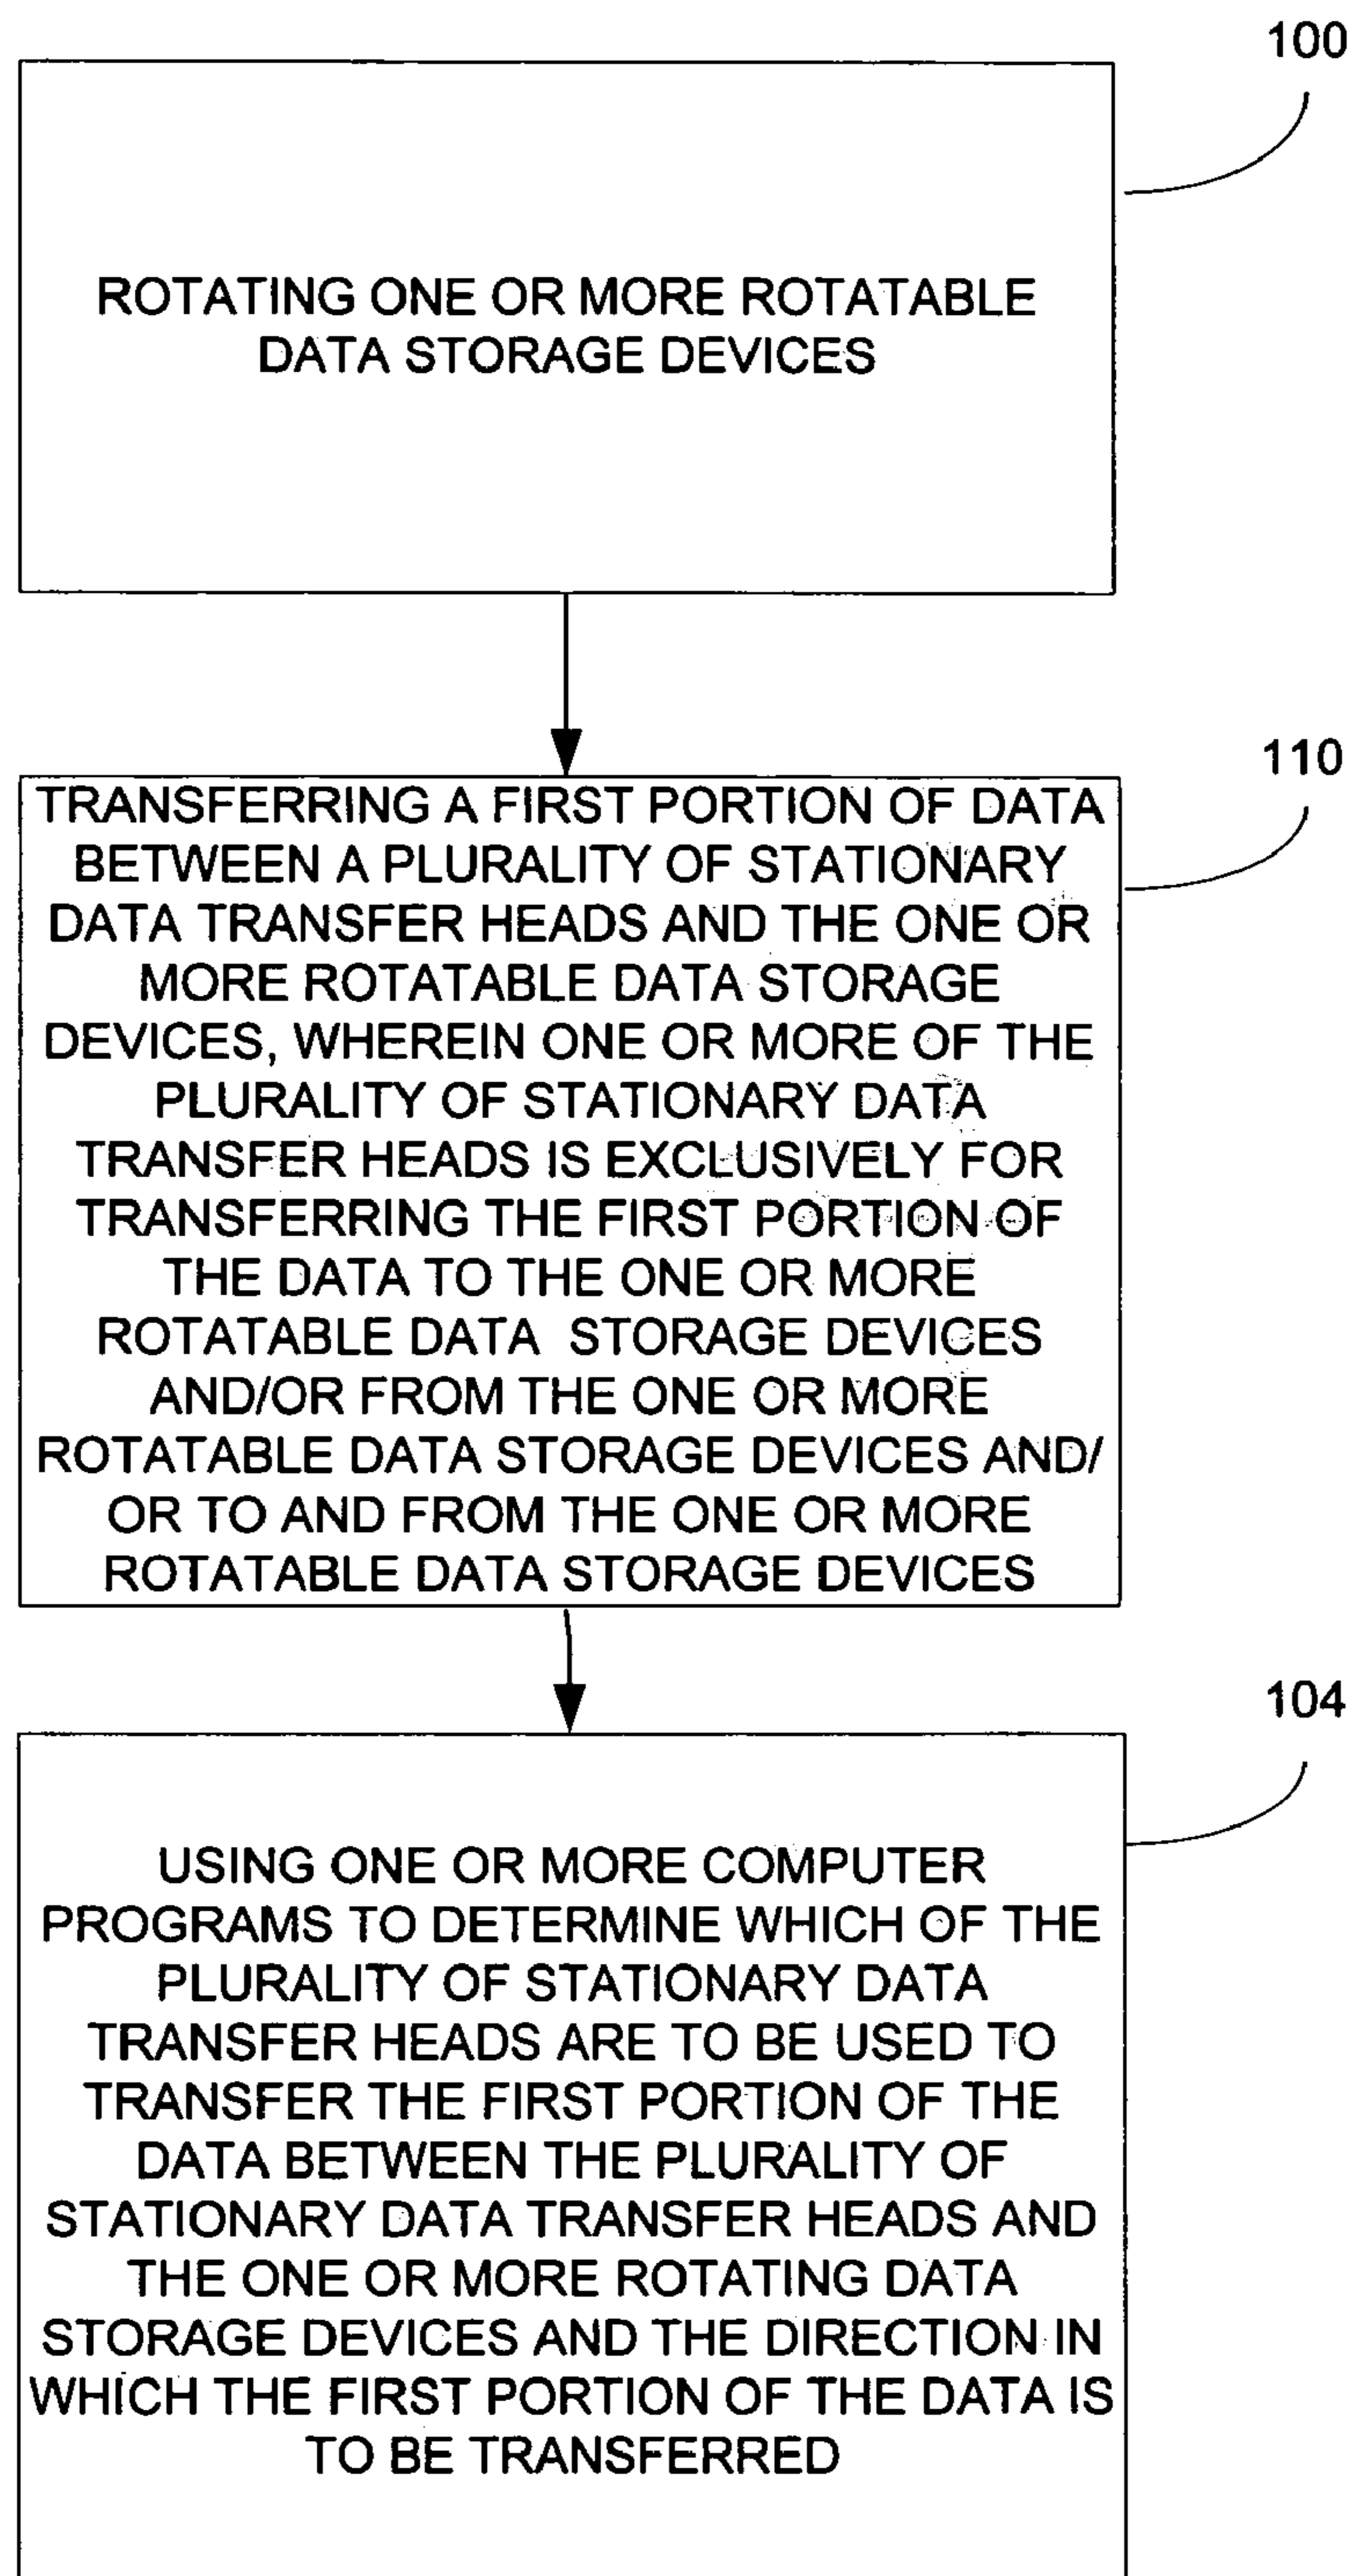 100
ROTATING ONE OR MORE ROTATABLE
DATA STORAGE DEVICES
110
TRANSFERRING A FIRST PORTION OF DATA
BETWEEN A PLURALITY OF STATIONARY
DATA TRANSFER HEADS AND THE ONE OR
MORE ROTATABLE DATA STORAGE
DEVICES, WHEREIN ONE OR MORE OF THE
PLURALITY OF STATIONARY DATA
TRANSFER HEADS IS EXCLUSIVELY FOR
TRANSFERRING THE FIRST PORTION OF
THE DATA TO THE ONE OR MORE
ROTATABLE DATA STORAGE DEVICES
AND/OR FROM THE ONE OR MORE
ROTATABLE DATA STORAGE DEVICES AND/
OR TO AND FROM THE ONE OR MORE
ROTATABLE DATA STORAGE DEVICES
104
USING ONE OR MORE COMPUTER
PROGRAMS TO DETERMINE WHICH OF THE
PLURALITY OF STATIONARY DATA
TRANSFER HEADS ARE TO BE USED TO
TRANSFER THE FIRST PORTION OF THE
DATA BETWEEN THE PLURALITY OF
STATIONARY DATA TRANSFER HEADS AND
THE ONE OR MORE ROTATING DATA
STORAGE DEVICES AND THE DIRECTION IN
WHICH THE FIRST PORTION OF THE DATA IS
TO BE TRANSFERRED